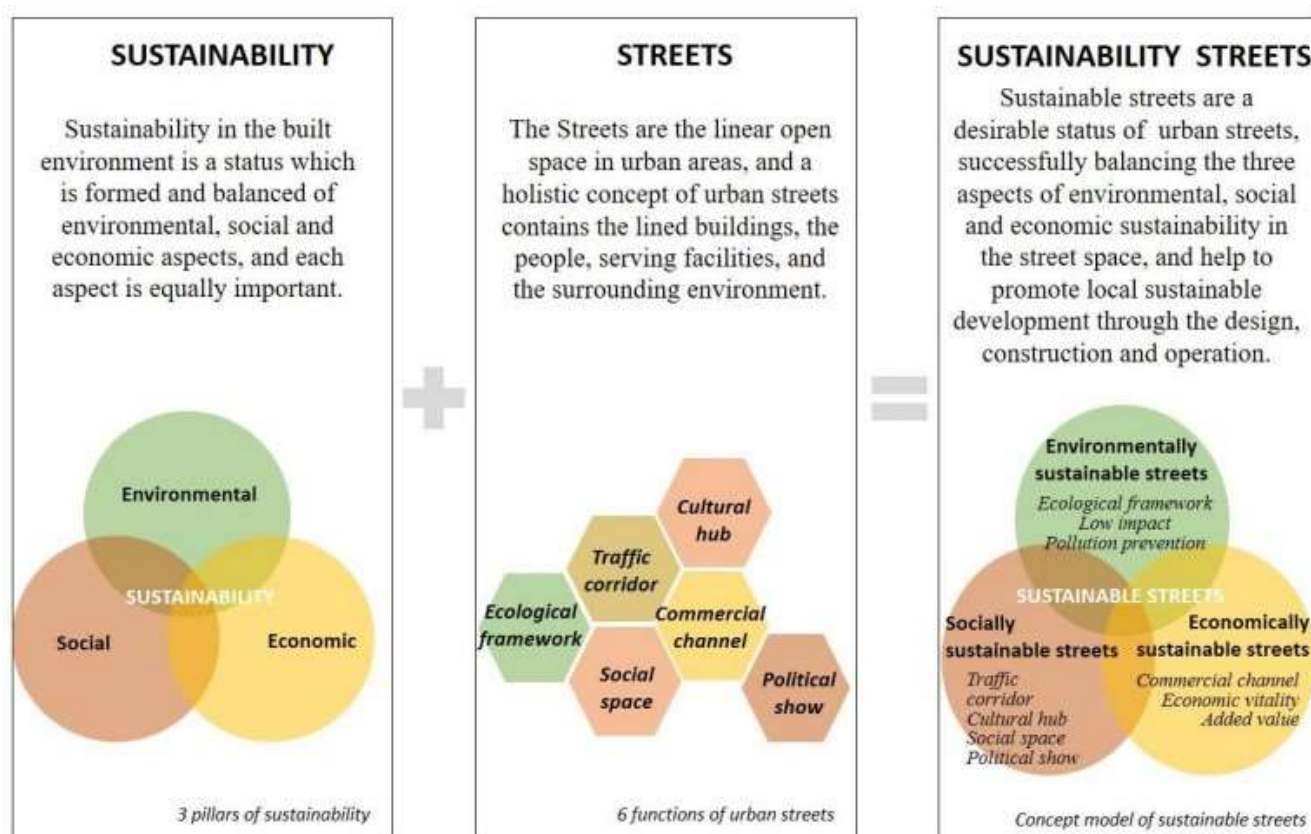 SUSTAINABILITY
Sustainability in the built
environment is a status which
is formed and balanced of
environmental, social and
economic aspects, and each
aspect is equally important.
Environmental
SUSTAINABILITY
Social
Economic
3 pillars of sustainability
STREETS
The Streets are the linear open
space in urban areas, and a
holistic concept of urban streets
contains the lined buildings, the
people, serving facilities, and
the surrounding environment.
Cultural
hub
Traffic
corridor
Ecological
framework
Commercial
channel
Social
space
Political
show
6 functions of urban streets
SUSTAINABILITY STREETS
Sustainable streets are a
desirable status of urban streets,
successfully balancing the three
aspects of environmental, social
and economic sustainability in
the street space, and help to
promote local sustainable
development through the design,
construction and operation.
Environmentally
sustainable streets
Ecological framework
Low impact
Pollution prevention
SUSTAINABLE STREETS
Socially
sustainable streets
Traffic
corridor
Cultural hub
Social space
Political show
Economically
sustainable streets
Commercial channel
Economic vitality
Added value
Concept model of sustainable streets